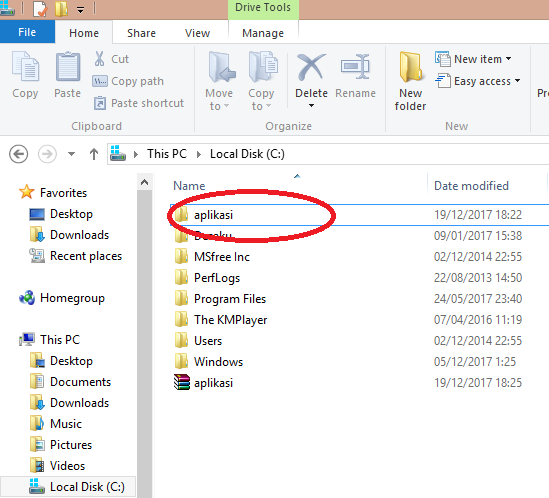 Drive Tools
File Home Share View Manage
Copy Paste Cut
Copy path
Paste shortcut
Clipboard
Move to Copy to Delete Rename
Organize
New folder New item
Easy access
New
This PC Local Disk (C:)
Name Date modified
Favorites
Desktop
Downloads
Recent places
Homegroup
This PC
Desktop
Documents
Downloads
Music
Pictures
Videos
Local Disk (C:)
aplikasi 19/12/2017 18:22
09/01/2017 15:38
MSfree Inc 02/12/2014 22:55
PerfLogs 22/08/2013 14:50
Program Files 24/05/2017 23:40
The KMPlayer 07/04/2016 11:19
Users 02/12/2014 22:55
Windows 05/12/2017 1:25
aplikasi 19/12/2017 18:25